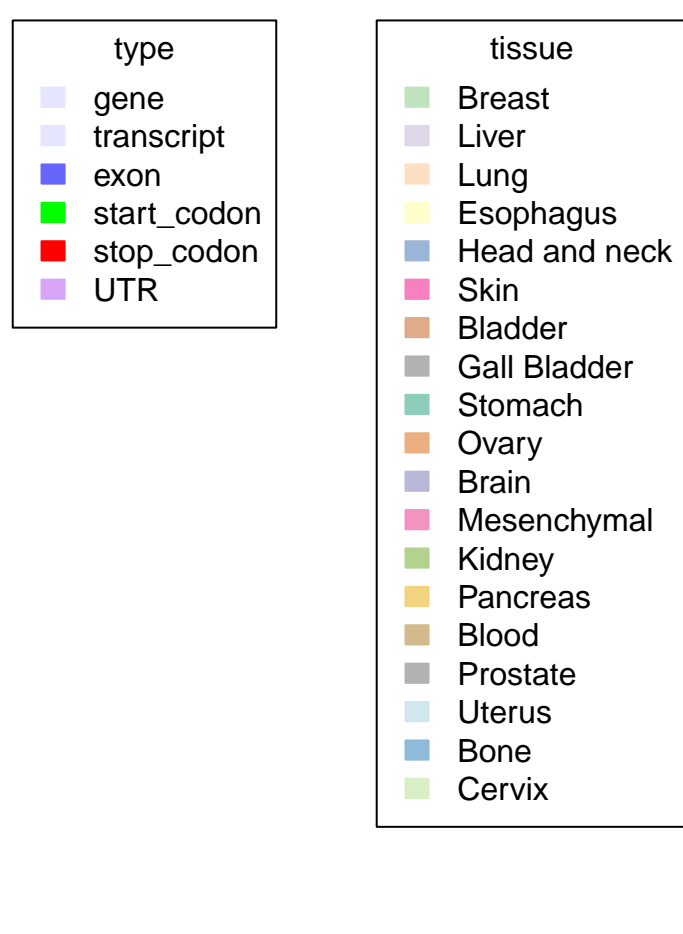 type
gene
transcript
exon
start_codon
stop_codon
UTR
tissue
Breast
Liver
Lung
Esophagus
Head and neck
Skin
Bladder
Gall Bladder
Stomach
Ovary
Brain
Mesenchymal
Kidney
Pancreas
Blood
Prostate
Uterus
Bone
Cervix